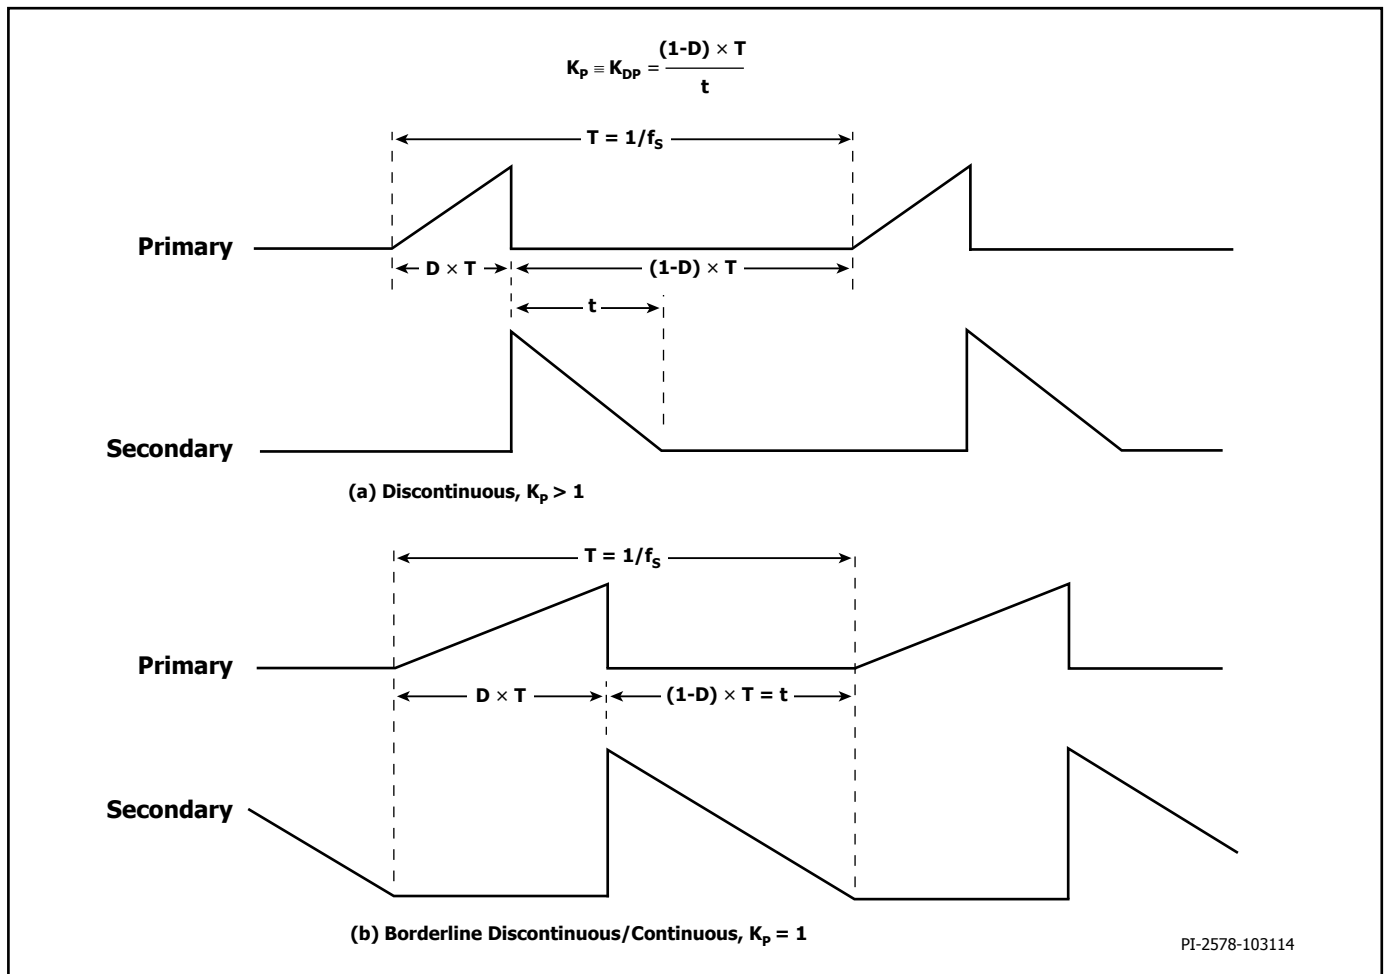 K_P ≡ K_DP = (1-D) × T / t
T = 1/f_S
Primary
D × T
(1-D) × T
t
Secondary
(a) Discontinuous, K_P > 1
T = 1/f_S
Primary
D × T
(1-D) × T = t
Secondary
(b) Borderline Discontinuous/Continuous, K_P = 1
PI-2578-103114